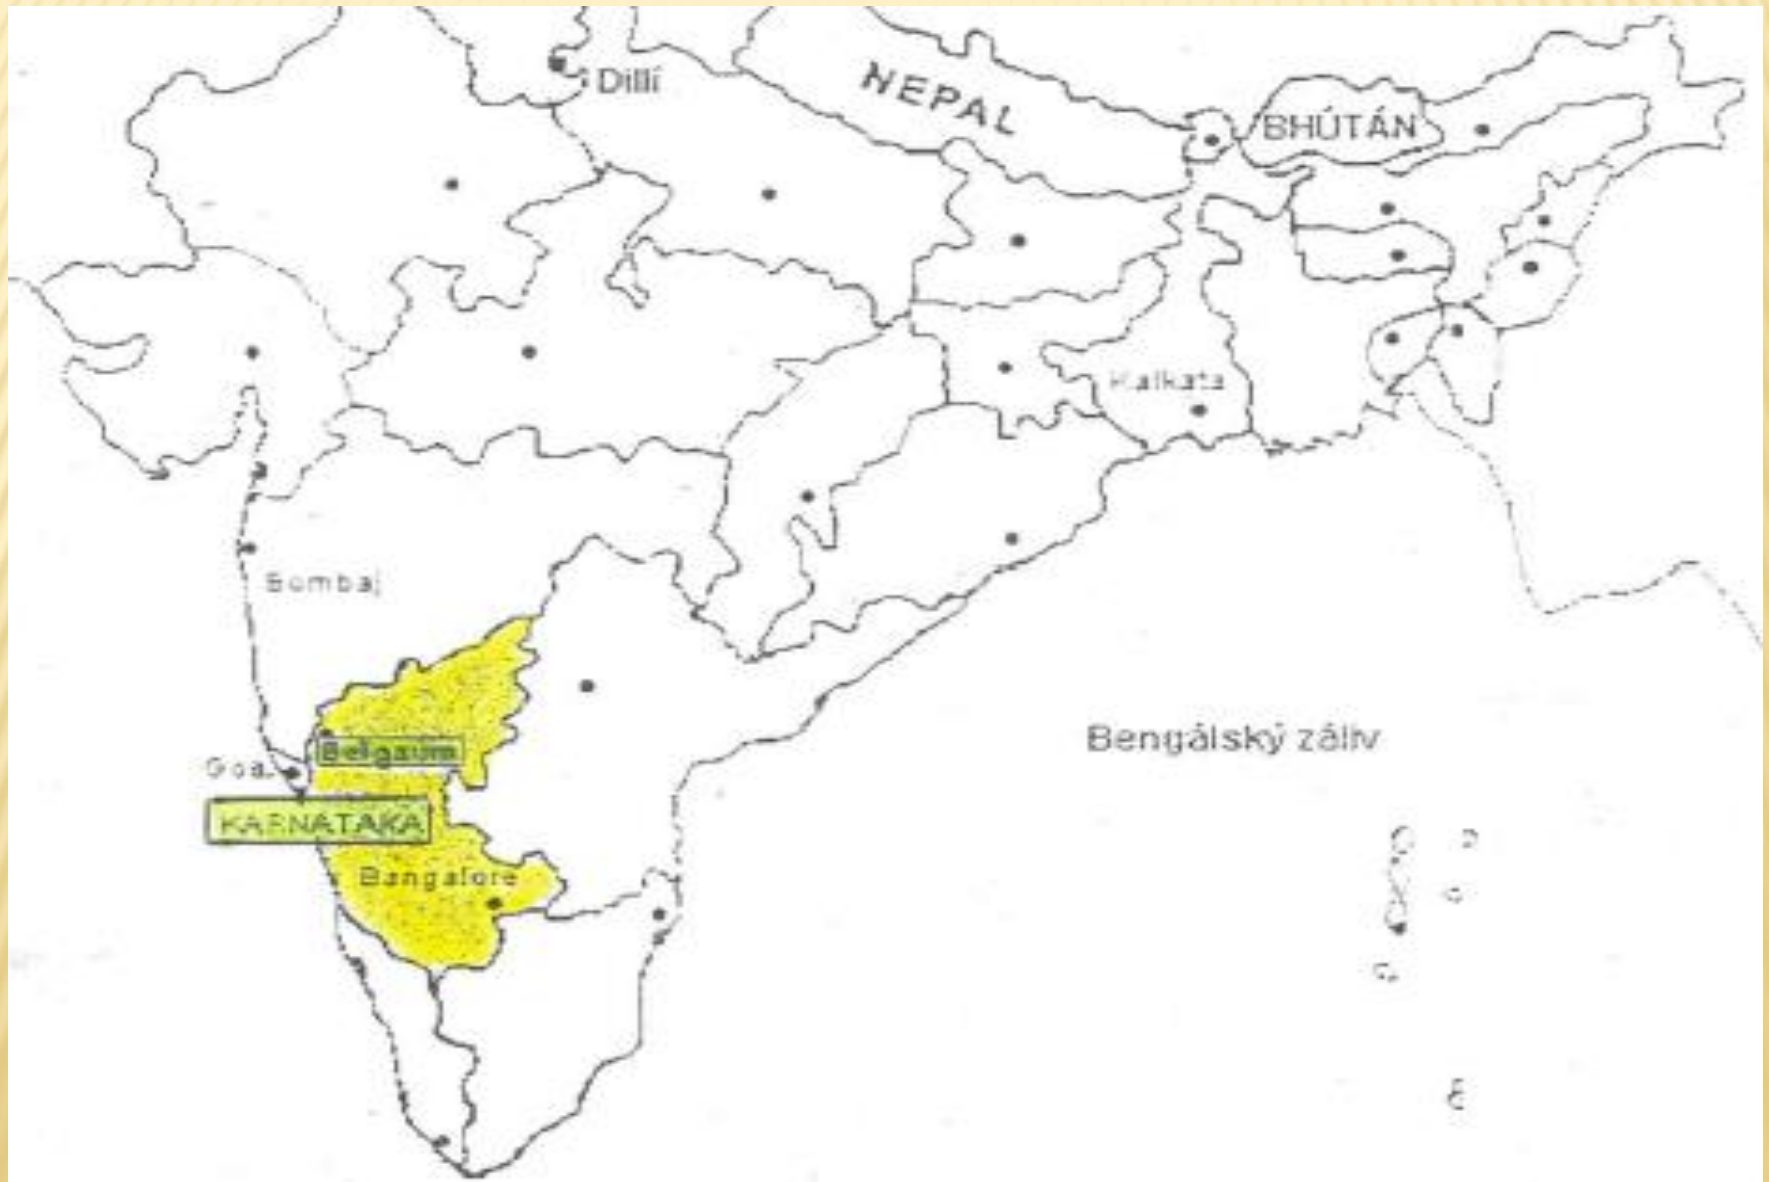 Dillí
NEPAL
BHÚTÁN
Kalkata
Bombaj
Belgaum
Bengálský záliv
Goa
KARNATAKA
Bangalore